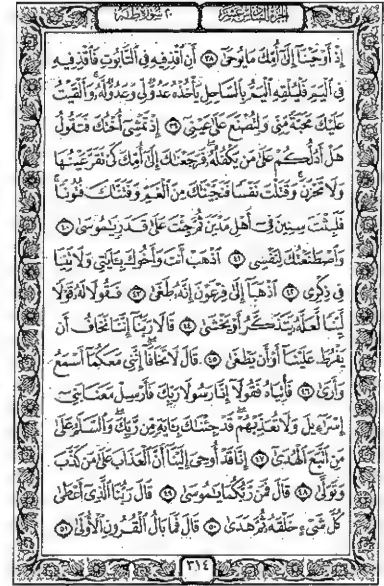 الجزء السادس عشر ٢٠ سورة طه
إِذْ أَوْحَيْنَآ إِلَىٰٓ أُمِّكَ مَا يُوحَىٰٓ ٣٨ أَنِ ٱقْذِفِيهِ فِى ٱلتَّابُوتِ فَٱقْذِفِيهِ
فِى ٱلْيَمِّ فَلْيُلْقِهِ ٱلْيَمُّ بِٱلسَّاحِلِ يَأْخُذْهُ عَدُوٌّ لِّى وَعَدُوٌّ لَّهُۥ ۚ وَأَلْقَيْتُ
عَلَيْكَ مَحَبَّةً مِّنِّى وَلِتُصْنَعَ عَلَىٰ عَيْنِىٓ ٣٩ إِذْ تَمْشِىٓ أُخْتُكَ فَتَقُولُ
هَلْ أَدُلُّكُمْ عَلَىٰ مَن يَكْفُلُهُۥ ۖ فَرَجَعْنَٰكَ إِلَىٰٓ أُمِّكَ كَىْ تَقَرَّ عَيْنُهَا
وَلَا تَحْزَنَ ۚ وَقَتَلْتَ نَفْسًا فَنَجَّيْنَٰكَ مِنَ ٱلْغَمِّ وَفَتَنَّٰكَ فُتُونًا ۚ
فَلَبِثْتَ سِنِينَ فِىٓ أَهْلِ مَدْيَنَ ثُمَّ جِئْتَ عَلَىٰ قَدَرٍ يَٰمُوسَىٰ ٤٠
وَٱصْطَنَعْتُكَ لِنَفْسِى ٤١ ٱذْهَبْ أَنتَ وَأَخُوكَ بِـَٔايَٰتِى وَلَا تَنِيَا
فِى ذِكْرِى ٤٢ ٱذْهَبَآ إِلَىٰ فِرْعَوْنَ إِنَّهُۥ طَغَىٰ ٤٣ فَقُولَا لَهُۥ قَوْلًا
لَّيِّنًا لَّعَلَّهُۥ يَتَذَكَّرُ أَوْ يَخْشَىٰ ٤٤ قَالَا رَبَّنَآ إِنَّنَا نَخَافُ أَن
يَفْرُطَ عَلَيْنَآ أَوْ أَن يَطْغَىٰ ٤٥ قَالَ لَا تَخَافَآ ۖ إِنَّنِى مَعَكُمَآ أَسْمَعُ
وَأَرَىٰ ٤٦ فَأْتِيَاهُ فَقُولَآ إِنَّا رَسُولَا رَبِّكَ فَأَرْسِلْ مَعَنَا بَنِىٓ
إِسْرَٰٓءِيلَ وَلَا تُعَذِّبْهُمْ ۖ قَدْ جِئْنَٰكَ بِـَٔايَةٍ مِّن رَّبِّكَ ۖ وَٱلسَّلَٰمُ عَلَىٰ
مَنِ ٱتَّبَعَ ٱلْهُدَىٰٓ ٤٧ إِنَّا قَدْ أُوحِىَ إِلَيْنَآ أَنَّ ٱلْعَذَابَ عَلَىٰ مَن كَذَّبَ
وَتَوَلَّىٰ ٤٨ قَالَ فَمَن رَّبُّكُمَا يَٰمُوسَىٰ ٤٩ قَالَ رَبُّنَا ٱلَّذِىٓ أَعْطَىٰ
كُلَّ شَىْءٍ خَلْقَهُۥ ثُمَّ هَدَىٰ ٥٠ قَالَ فَمَا بَالُ ٱلْقُرُونِ ٱلْأُولَىٰ ٥١
٣١٤